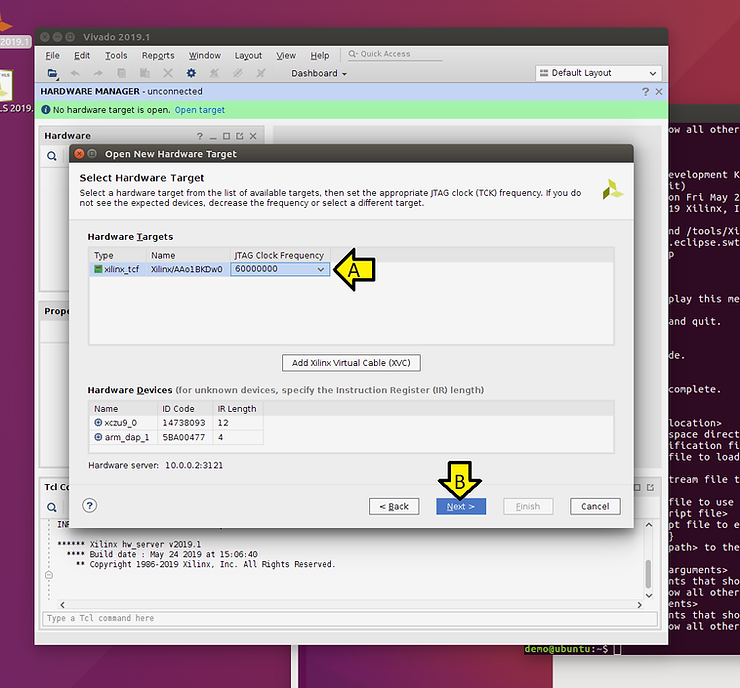 2019.1
LS 2019.
Vivado 2019.1
File Edit Tools Reports Window Layout View Help Quick Access
Dashboard Default Layout
HARDWARE MANAGER - unconnected ? ×
No hardware target is open. Open target
Hardware ? _
Open New Hardware Target
Select Hardware Target
Select a hardware target from the list of available targets, then set the appropriate JTAG clock (TCK) frequency. If you do
not see the expected devices, decrease the frequency or select a different target.
Hardware Targets
Type Name JTAG Clock Frequency
xilinx_tcf Xilinx/AAo1BKDw0 60000000
A
Add Xilinx Virtual Cable (XVC)
Hardware Devices (for unknown devices, specify the Instruction Register (IR) length)
Name ID Code IR Length
xczu9_0 14738093 12
arm_dap_1 5BA00477 4
Hardware server: 10.0.0.2:3121
B
? < Back Next > Finish Cancel
Prope
Tcl Co
INF
****** Xilinx hw_server v2019.1
**** Build date : May 24 2019 at 15:06:40
** Copyright 1986-2019 Xilinx, Inc. All Rights Reserved.
Type a Tcl command here
ow all other
evelopment K
it)
on Fri May 2
19 Xilinx, I
nd /tools/Xi
.eclipse.swt
p
play this me
and quit.
de.
complete.
location>
space direct
ification fi
file to load
tream file t
file to use
ript file>
pt file to e
}
path> to the
arguments>
nts that sho
ow all other
ents>
nts that sho
ow all other
demo@ubuntu:~$